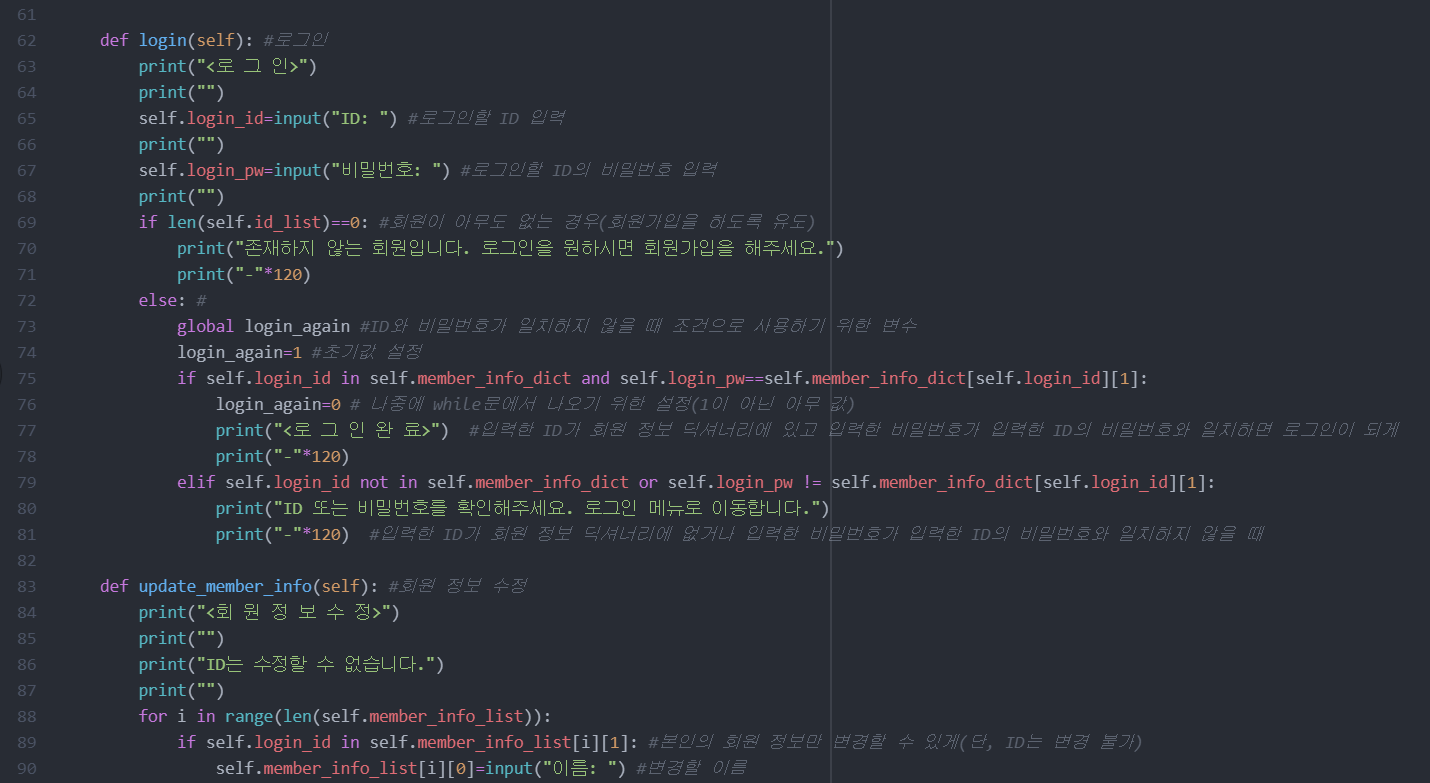 61
62 def login(self): #로그인
63 print("<로 그 인>")
64 print("")
65 self.login_id=input("ID: ") #로그인할 ID 입력
66 print("")
67 self.login_pw=input("비밀번호: ") #로그인할 ID의 비밀번호 입력
68 print("")
69 if len(self.id_list)==0: #회원이 아무도 없는 경우(회원가입을 하도록 유도)
70 print("존재하지 않는 회원입니다. 로그인을 원하시면 회원가입을 해주세요.")
71 print("-"*120)
72 else: #
73 global login_again #ID와 비밀번호가 일치하지 않을 때 조건으로 사용하기 위한 변수
74 login_again=1 #초기값 설정
75 if self.login_id in self.member_info_dict and self.login_pw==self.member_info_dict[self.login_id][1]:
76 login_again=0 # 나중에 while문에서 나오기 위한 설정(1이 아닌 아무 값)
77 print("<로 그 인 완 료>") #입력한 ID가 회원 정보 딕셔너리에 있고 입력한 비밀번호가 입력한 ID의 비밀번호와 일치하면 로그인이 되게
78 print("-"*120)
79 elif self.login_id not in self.member_info_dict or self.login_pw != self.member_info_dict[self.login_id][1]:
80 print("ID 또는 비밀번호를 확인해주세요. 로그인 메뉴로 이동합니다.")
81 print("-"*120) #입력한 ID가 회원 정보 딕셔너리에 없거나 입력한 비밀번호가 입력한 ID의 비밀번호와 일치하지 않을 때
82
83 def update_member_info(self): #회원 정보 수정
84 print("<회 원 정 보 수 정>")
85 print("")
86 print("ID는 수정할 수 없습니다.")
87 print("")
88 for i in range(len(self.member_info_list)):
89 if self.login_id in self.member_info_list[i][1]: #본인의 회원 정보만 변경할 수 있게(단, ID는 변경 불가)
90 self.member_info_list[i][0]=input("이름: ") #변경할 이름